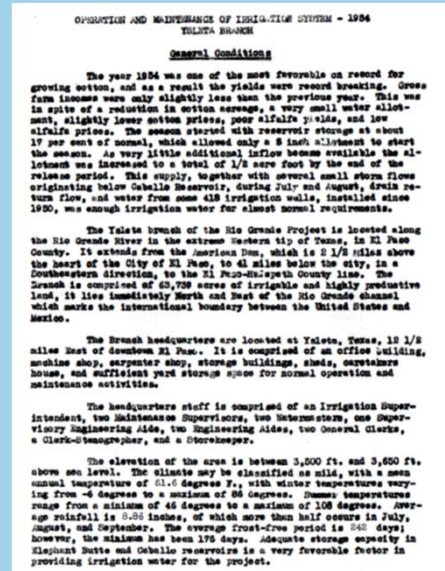 OPERATION AND MAINTENANCE OF IRRIGATION SYSTEM - 1954
YSLETA BRANCH
General Conditions
The year 1954 was one of the most favorable on record for
growing cotton, and as a result the yields were record breaking. Gross
farm incomes were only slightly less than the previous year. This was
in spite of a reduction in cotton acreage, a very small water allot-
ment, slightly lower cotton prices, poor alfalfa yields, and low
alfalfa prices. The season started with reservoir storage at about
17 per cent of normal, which allowed only a 5 inch allotment to start
the season. As very little additional inflow became available the al-
lotment was increased to a total of 1/2 acre foot by the end of the
release period. This supply, together with several small storm flows
originating below Caballo Reservoir, during July and August, drain re-
turn flow, and water from some 418 irrigation wells, installed since
1950, was enough irrigation water for almost normal requirements.
The Ysleta branch of the Rio Grande Project is located along
the Rio Grande River in the extreme Western tip of Texas, in El Paso
County. It extends from the American Dam, which is 2 1/2 miles above
the heart of the City of El Paso, to 41 miles below the city, in a
Southeastern direction, to the El Paso-Hudspeth County line. The
Branch is comprised of 63,739 acres of irrigable and highly productive
land, it lies immediately North and East of the Rio Grande channel
which marks the international boundary between the United States and
Mexico.
The Branch headquarters are located at Ysleta, Texas, 12 1/2
miles East of downtown El Paso. It is comprised of an office building,
machine shop, carpenter shop, storage buildings, sheds, caretakers
house, and sufficient yard storage space for normal operation and
maintenance activities.
The headquarters staff is comprised of an Irrigation Super-
intendent, two Maintenance Supervisors, two Watermasters, one Super-
visory Engineering Aide, two Engineering Aides, two General Clerks,
a Clerk-Stenographer, and a Storekeeper.
The elevation of the area is between 3,500 ft. and 3,650 ft.
above sea level. The climate may be classified as mild, with a mean
annual temperature of 61.6 degrees F., with winter temperatures vary-
ing from -6 degrees to a maximum of 86 degrees. Summer temperatures
range from a minimum of 46 degrees to a maximum of 108 degrees. Aver-
age rainfall is 8.86 inches, of which more than half occurs in July,
August, and September. The average frost-free period is 242 days;
however, the minimum has been 175 days. Adequate storage capacity in
Elephant Butte and Caballo reservoirs is a very favorable factor in
providing irrigation water for the project.